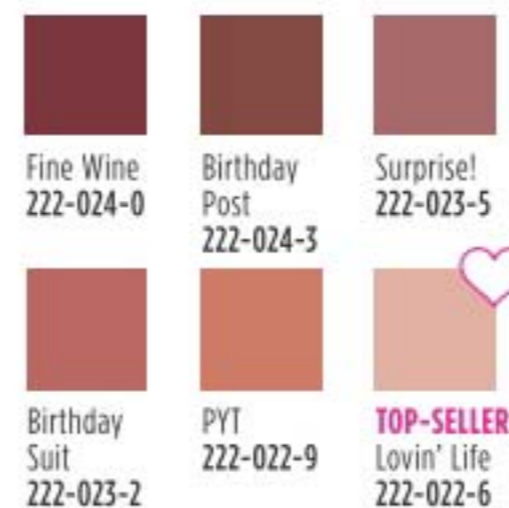 Fine Wine
222-024-0
Birthday
Post
222-024-3
Surprise!
222-023-5
Birthday
Suit
222-023-2
PYT
222-022-9
TOP-SELLER
Lovin' Life
222-022-6